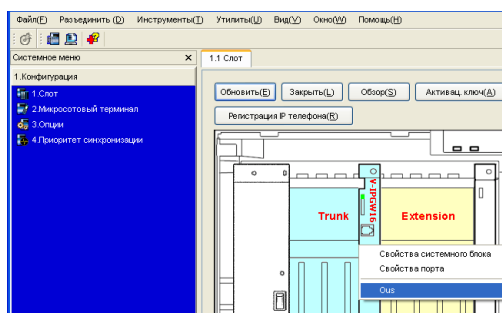 Файл(F) Разъединить (D) Инструменты(T) Утилиты(U) Вид(V) Окно(W) Помощь(H)
Системное меню
1.Конфигурация
1.Слот
2.Микросотовый терминал
3.Опции
4.Приоритет синхронизации
1.1 Слот
Обновить(E) Закрыть(L) Обзор(S) Активац. ключ(A)
Регистрация IP телефона(R)
V-IPGW16
Trunk
Extension
Свойства системного блока
Свойства порта
Ous